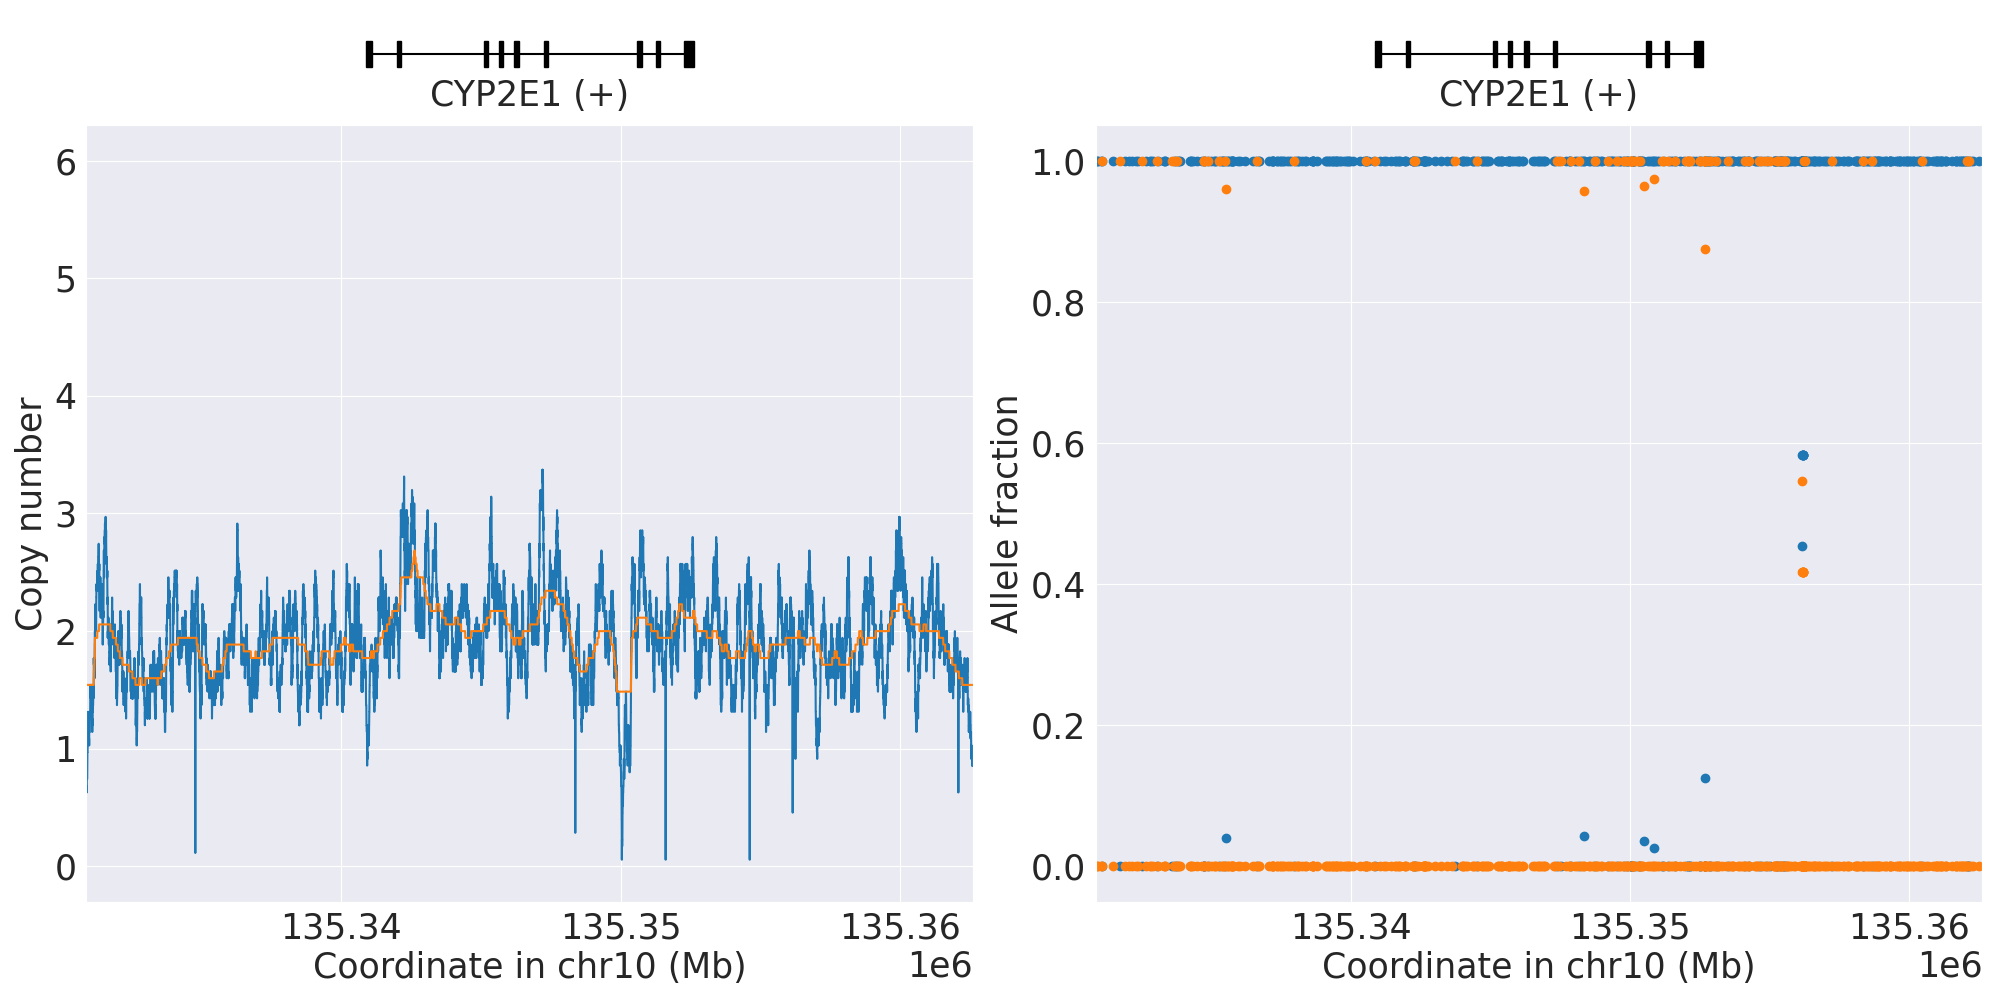 CYP2E1 (+)
6
5
4
3
2
1
0
Copy number
135.34 135.35 135.36
Coordinate in chr10 (Mb)
1e6
CYP2E1 (+)
1.0
0.8
0.6
0.4
0.2
0.0
Allele fraction
135.34 135.35 135.36
Coordinate in chr10 (Mb)
1e6